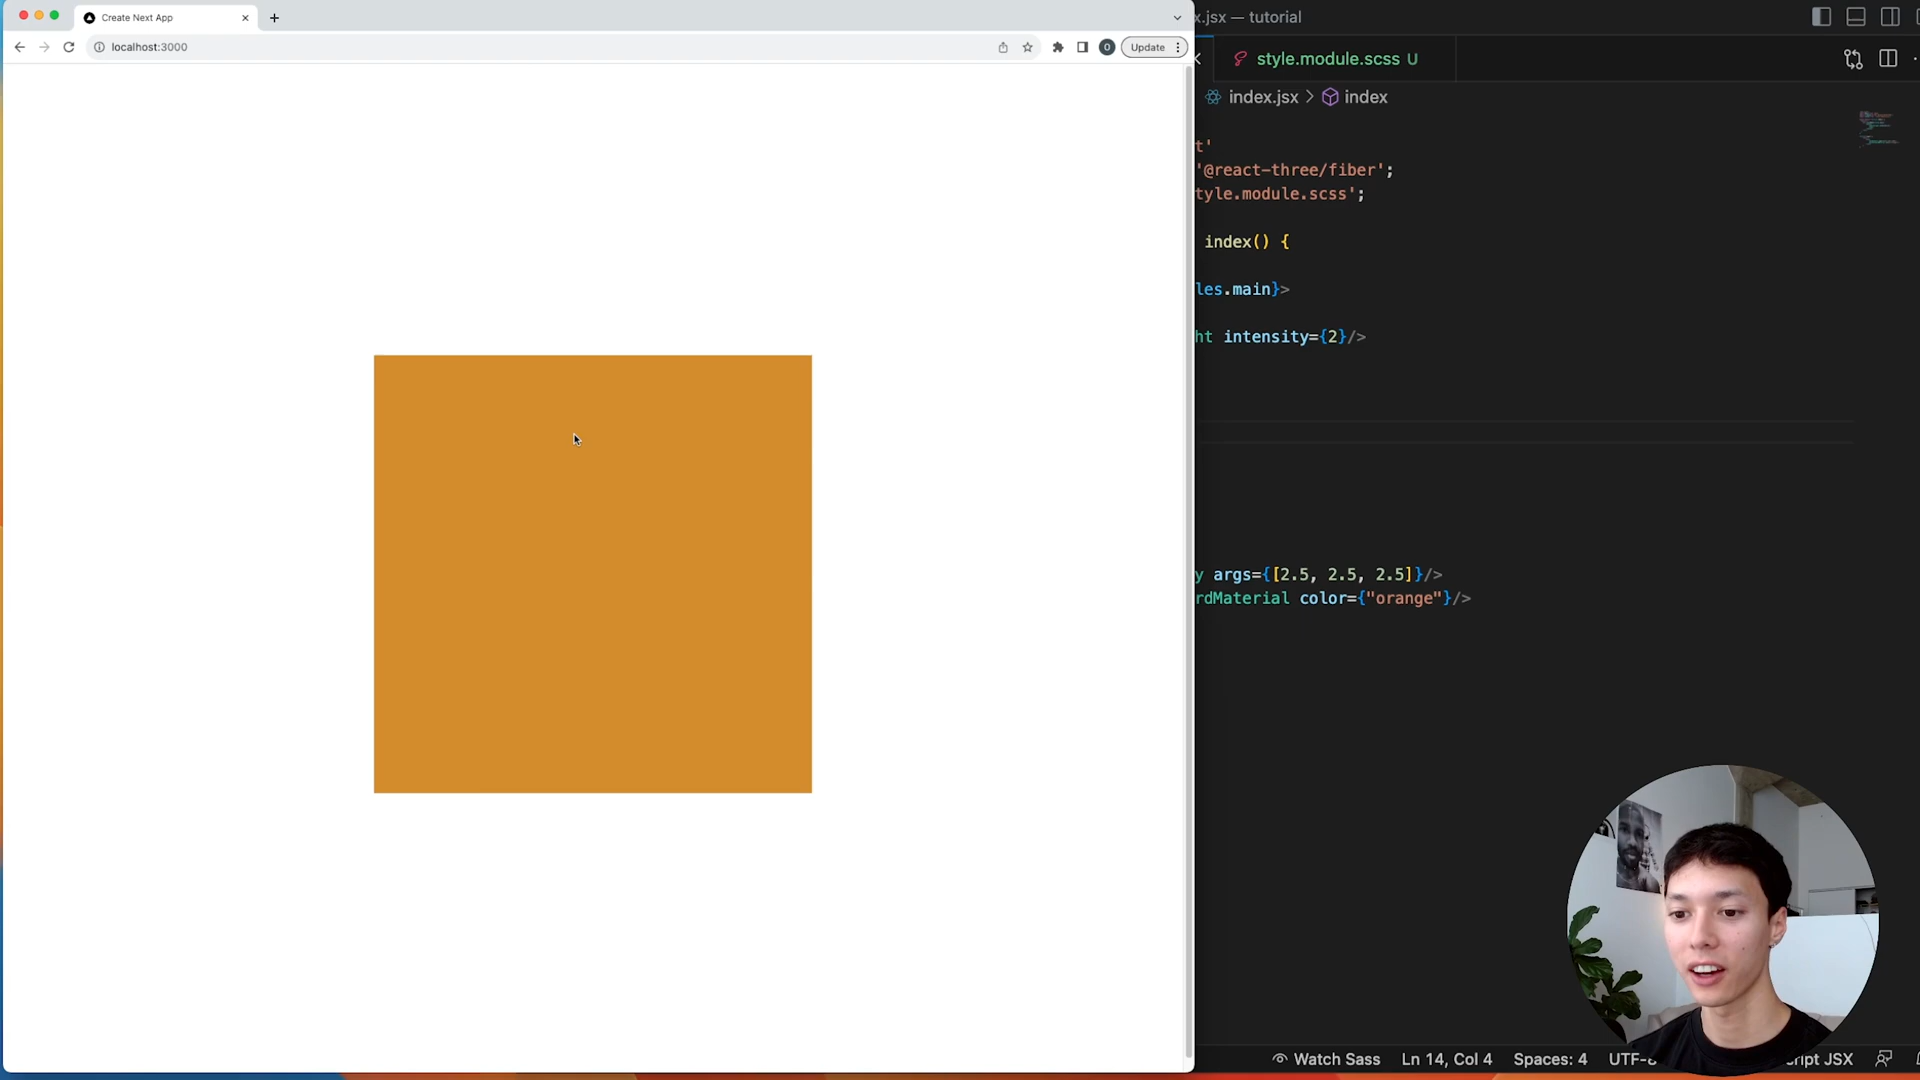 Create Next App
localhost:3000
Update
x.jsx — tutorial
style.module.scss U
index.jsx > index
t'
'@react-three/fiber';
tyle.module.scss';
index() {
les.main}>
ht intensity={2}/>
y args={[2.5, 2.5, 2.5]}/>
rdMaterial color={"orange"}/>
Watch Sass Ln 14, Col 4 Spaces: 4 UTF-8 ript JSX